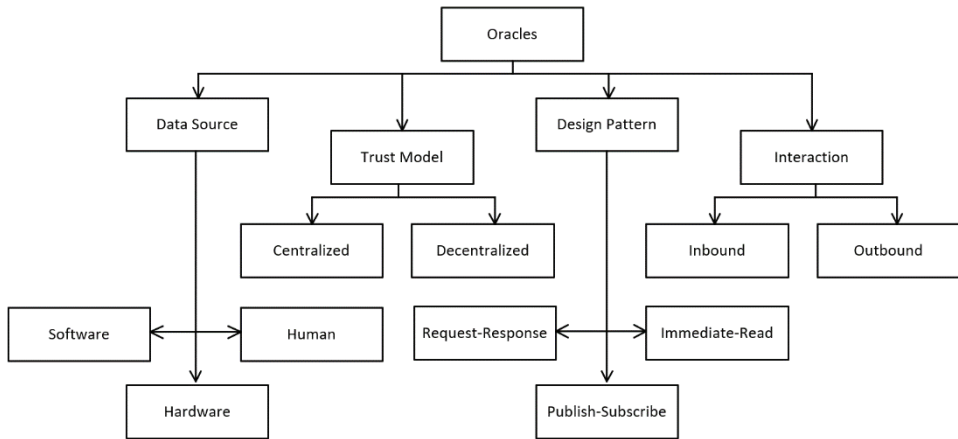 Oracles
Data Source
Design Pattern
Trust Model
Interaction
Centralized
Decentralized
Inbound
Outbound
Software
Human
Request-Response
Immediate-Read
Hardware
Publish-Subscribe